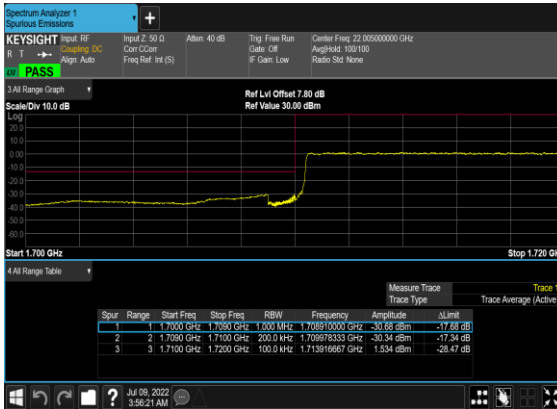 Spectrum Analyzer 1
Spurious Emissions
KEYSIGHT Input: RF Input Z: 50 Ω Atten: 40 dB Trig: Free Run Center Freq: 22.005000000 GHz
R T Coupling: DC Corr CCorr Gate: Off Avg|Hold: 100/100
Align: Auto Freq Ref: Int (S) IF Gain: Low Radio Std: None
LXI PASS
3 All Range Graph
Ref Lvl Offset 7.80 dB
Scale/Div 10.0 dB Ref Value 30.00 dBm
Log
20.0
10.0
0.00
-10.0
-20.0
-30.0
-40.0
-50.0
-60.0
Start 1.700 GHz Stop 1.720 GH
4 All Range Table
Measure Trace Trace 1
Trace Type Trace Average (Active
Spur Range Start Freq Stop Freq RBW Frequency Amplitude ΔLimit
1 1 1.7000 GHz 1.7090 GHz 1.000 MHz 1.708910000 GHz -30.68 dBm -17.68 dB
2 2 1.7090 GHz 1.7100 GHz 200.0 kHz 1.709978333 GHz -30.34 dBm -17.34 dB
3 3 1.7100 GHz 1.7200 GHz 100.0 kHz 1.713916667 GHz 1.534 dBm -28.47 dB
Jul 09, 2022
3:56:21 AM